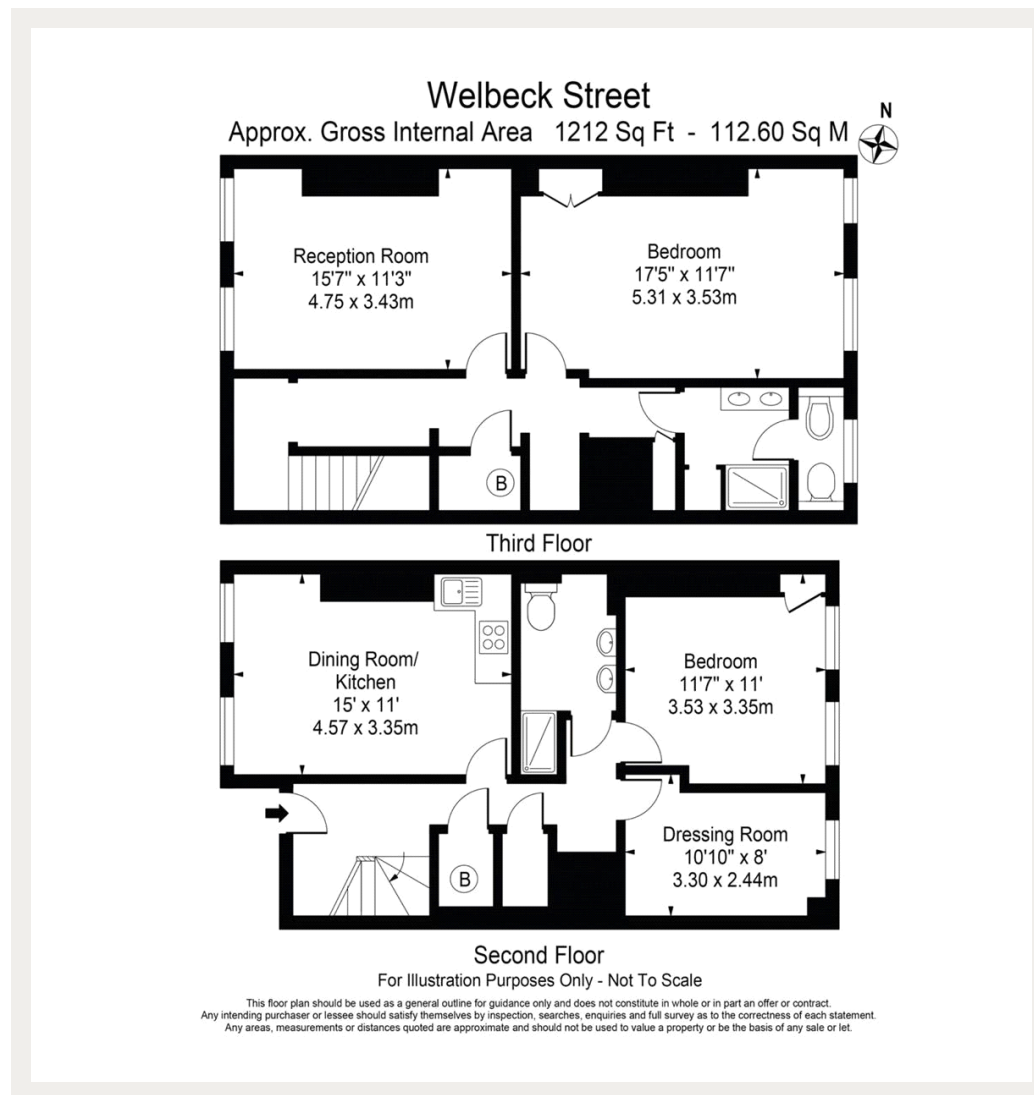 Welbeck Street
Approx. Gross Internal Area 1212 Sq Ft - 112.60 Sq M
N
Reception Room
15'7" x 11'3"
4.75 x 3.43m
Bedroom
17'5" x 11'7"
5.31 x 3.53m
B
Third Floor
Dining Room/
Kitchen
15' x 11'
4.57 x 3.35m
Bedroom
11'7" x 11'
3.53 x 3.35m
Dressing Room
10'10" x 8'
3.30 x 2.44m
B
Second Floor
For Illustration Purposes Only - Not To Scale
This floor plan should be used as a general outline for guidance only and does not constitute in whole or in part an offer or contract.
Any intending purchaser or lessee should satisfy themselves by inspection, searches, enquiries and full survey as to the correctness of each statement.
Any areas, measurements or distances quoted are approximate and should not be used to value a property or be the basis of any sale or let.